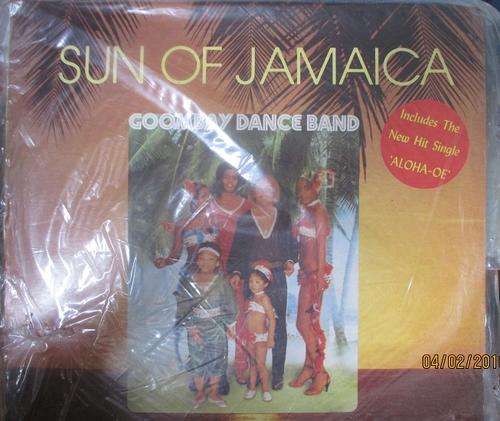 SUN OF JAMAICA
GOOMBAY DANCE BAND
Includes The
New Hit Single
'ALOHA-OE'
04/02/201